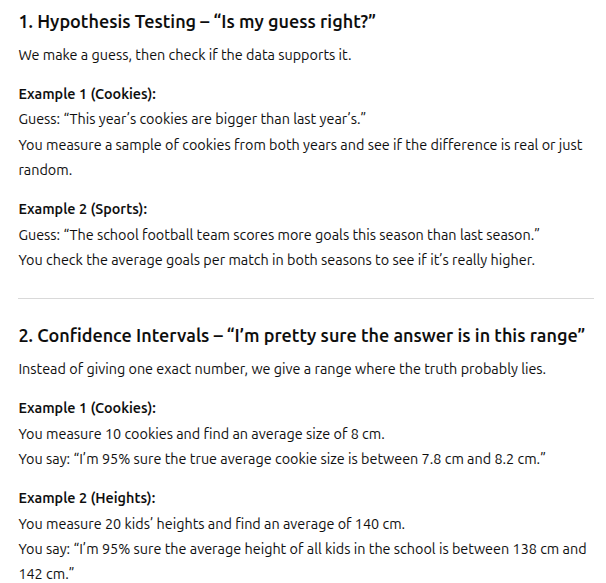 1. Hypothesis Testing – “Is my guess right?”
We make a guess, then check if the data supports it.
Example 1 (Cookies):
Guess: “This year’s cookies are bigger than last year’s.”
You measure a sample of cookies from both years and see if the difference is real or just
random.
Example 2 (Sports):
Guess: “The school football team scores more goals this season than last season.”
You check the average goals per match in both seasons to see if it’s really higher.
2. Confidence Intervals – “I’m pretty sure the answer is in this range”
Instead of giving one exact number, we give a range where the truth probably lies.
Example 1 (Cookies):
You measure 10 cookies and find an average size of 8 cm.
You say: “I’m 95% sure the true average cookie size is between 7.8 cm and 8.2 cm.”
Example 2 (Heights):
You measure 20 kids’ heights and find an average of 140 cm.
You say: “I’m 95% sure the average height of all kids in the school is between 138 cm and
142 cm.”